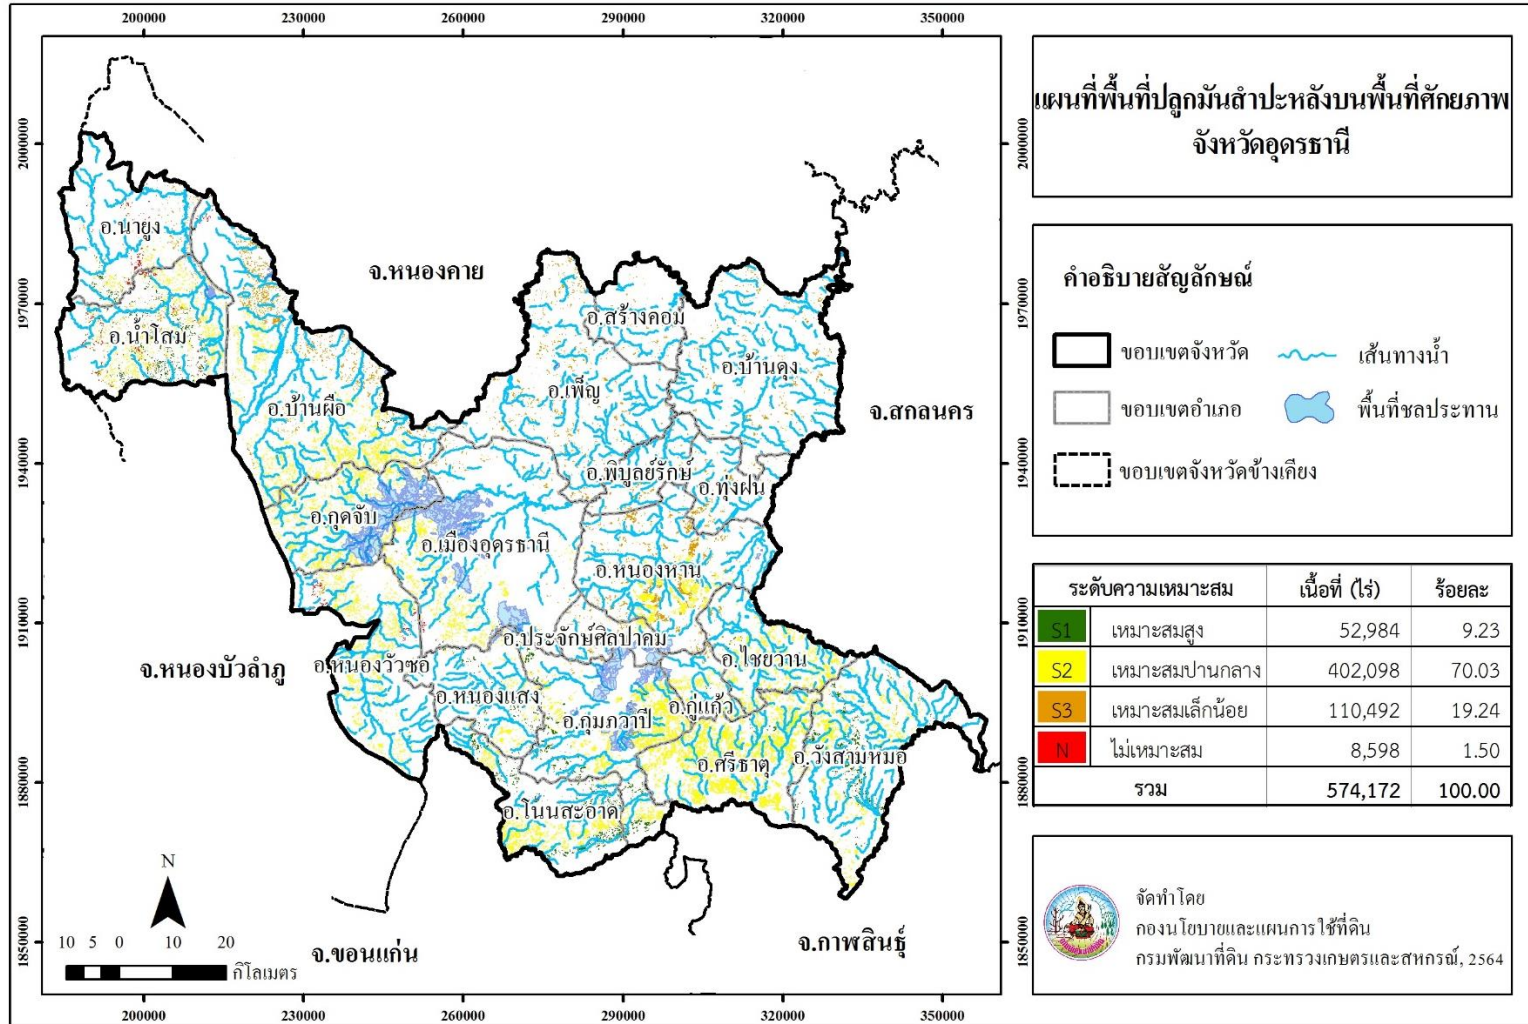 200000 230000 260000 290000 320000 350000
2000000
1970000
1940000
1910000
1880000
1850000
2000000
1970000
1940000
1910000
1880000
1850000
อ.นายูง
จ.หนองคาย
อ.สร้างคอม
อ.น้ำโสม
อ.บ้านดุง
อ.เพ็ญ
อ.บ้านผือ
จ.สกลนคร
อ.พิบูลย์รักษ์
อ.ทุ่งฝน
อ.กุดจับ
อ.เมืองอุดรธานี
อ.หนองหาน
อ.ประจักษ์ศิลปาคม
อ.ไชยวาน
จ.หนองบัวลำภู
อ.หนองวัวซอ
อ.หนองแสง
อ.กู่แก้ว
อ.กุมภวาปี
อ.ศรีธาตุ
อ.วังสามหมอ
อ.โนนสะอาด
จ.ขอนแก่น
จ.กาฬสินธุ์
N
10 5 0 10 20
กิโลเมตร
200000 230000 260000 290000 320000 350000
แผนที่พื้นที่ปลูกมันสำปะหลังบนพื้นที่ศักยภาพ
จังหวัดอุดรธานี
คำอธิบายสัญลักษณ์
ขอบเขตจังหวัด เส้นทางน้ำ
ขอบเขตอำเภอ พื้นที่ชลประทาน
ขอบเขตจังหวัดข้างเคียง
ระดับความเหมาะสม เนื้อที่ (ไร่) ร้อยละ
S1 เหมาะสมสูง 52,984 9.23
S2 เหมาะสมปานกลาง 402,098 70.03
S3 เหมาะสมเล็กน้อย 110,492 19.24
N ไม่เหมาะสม 8,598 1.50
รวม 574,172 100.00
จัดทำโดย
กองนโยบายและแผนการใช้ที่ดิน
กรมพัฒนาที่ดิน กระทรวงเกษตรและสหกรณ์, 2564